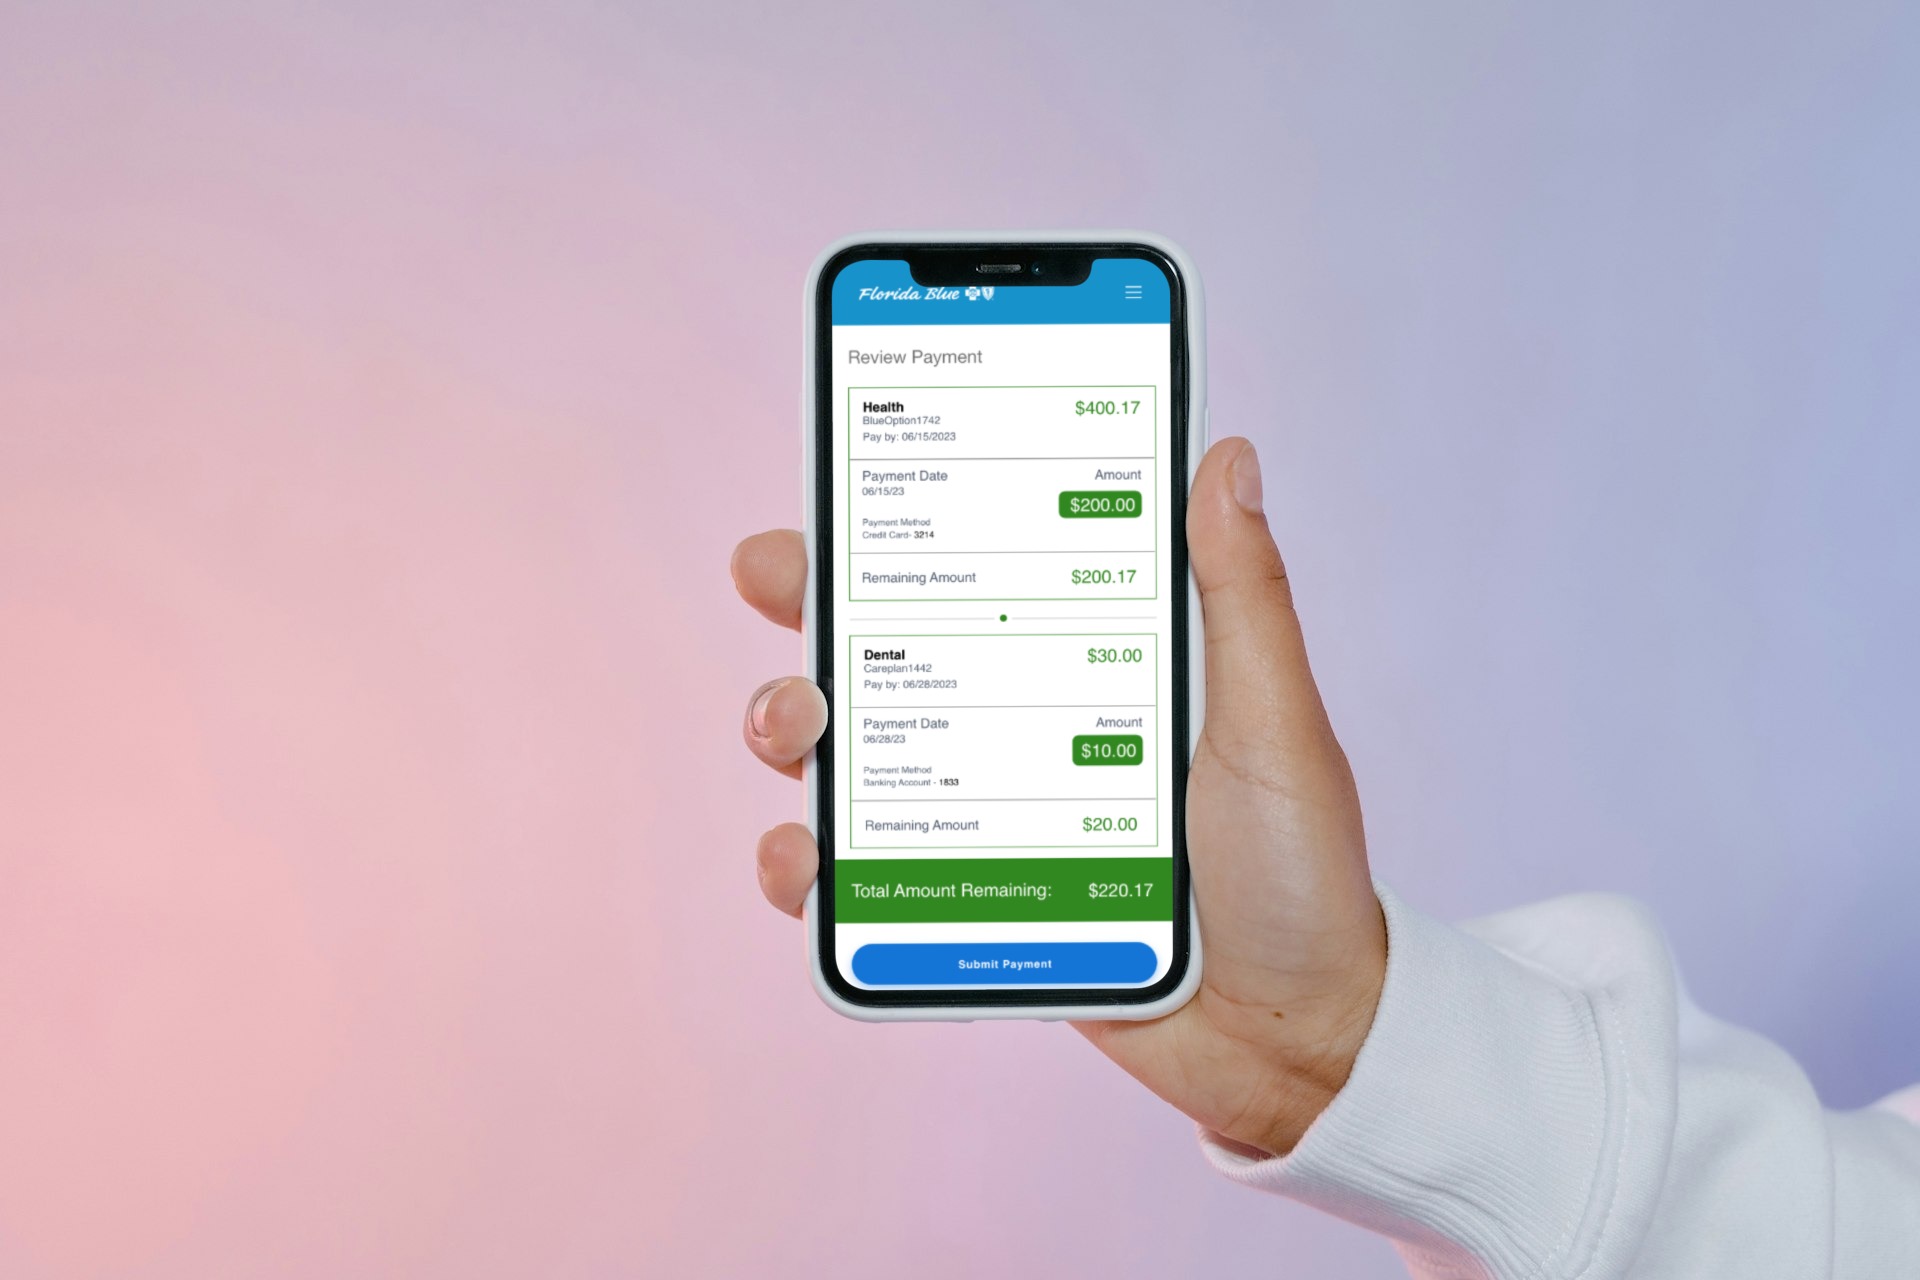 Florida Blue
Review Payment
Health
$400.17
BlueOption1742
Pay by: 06/15/2023
Payment Date
Amount
06/15/23
$200.00
Payment Method
Credit Card- 3214
Remaining Amount
$200.17
Dental
$30.00
Careplan1442
Pay by: 06/28/2023
Payment Date
Amount
06/28/23
$10.00
Payment Method
Banking Account - 1833
Remaining Amount
$20.00
Total Amount Remaining:
$220.17
Submit Payment